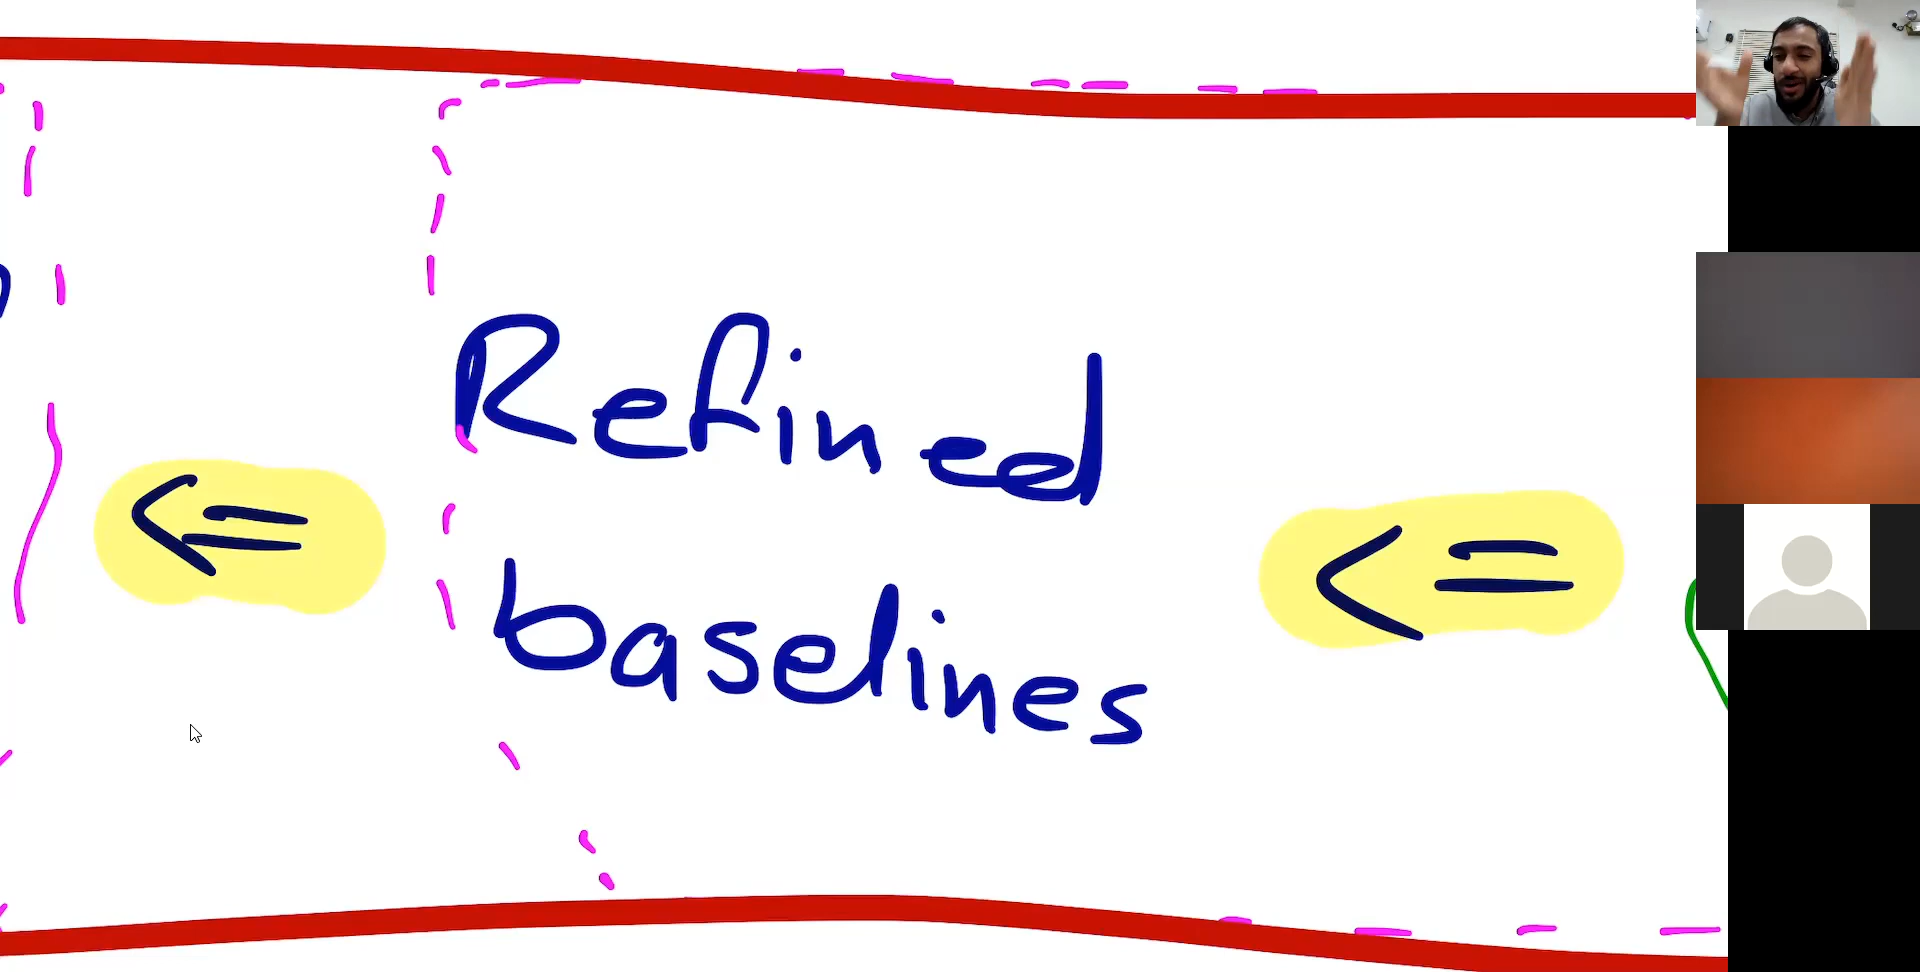 Refined
<= baselines <=